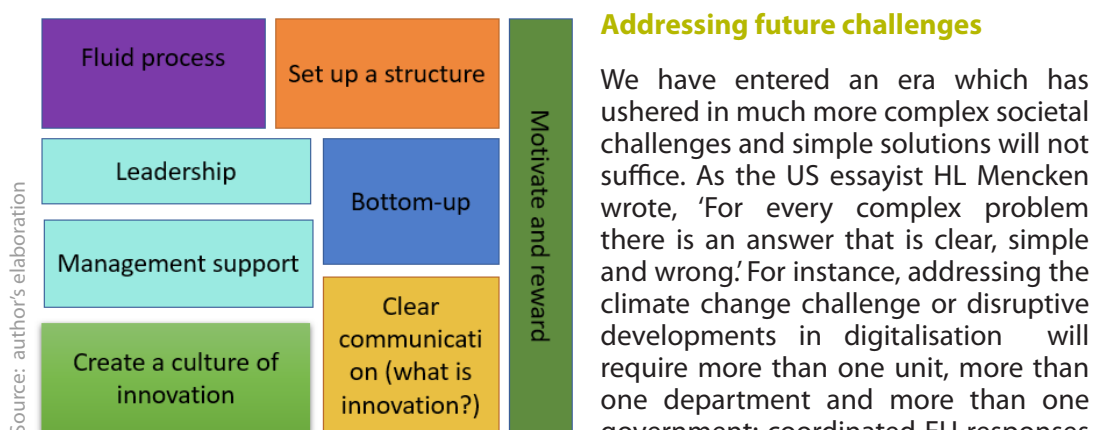 Fluid process
Set up a structure
Leadership
Bottom-up
Management support
Clear
communicati
on (what is
innovation?)
Create a culture of
innovation
Motivate and reward
Source: author's elaboration
Addressing future challenges
We have entered an era which has
ushered in much more complex societal
challenges and simple solutions will not
suffice. As the US essayist HL Mencken
wrote, ‘For every complex problem
there is an answer that is clear, simple
and wrong.’ For instance, addressing the
climate change challenge or disruptive
developments in digitalisation will
require more than one unit, more than
one department and more than one
government; coordinated EU responses